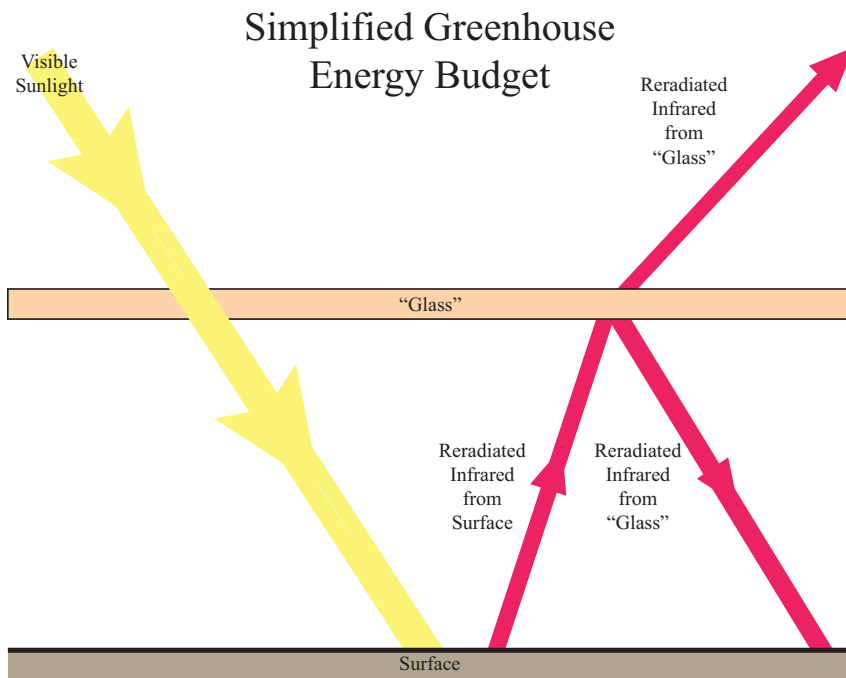 Simplified Greenhouse
Energy Budget
Visible
Sunlight
Reradiated
Infrared
from
“Glass”
“Glass”
Reradiated
Infrared
from
Surface
Reradiated
Infrared
from
“Glass”
Surface